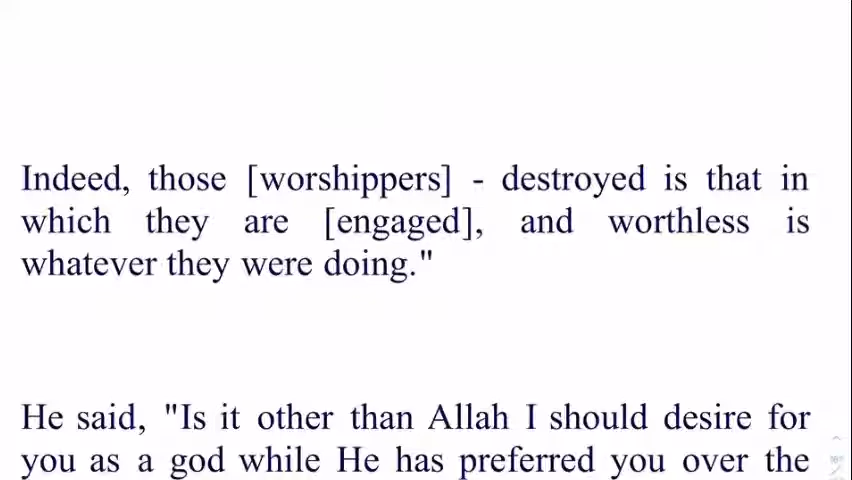 Indeed, those [worshippers] - destroyed is that in
which they are [engaged], and worthless is
whatever they were doing."
He said, "Is it other than Allah I should desire for
you as a god while He has preferred you over the